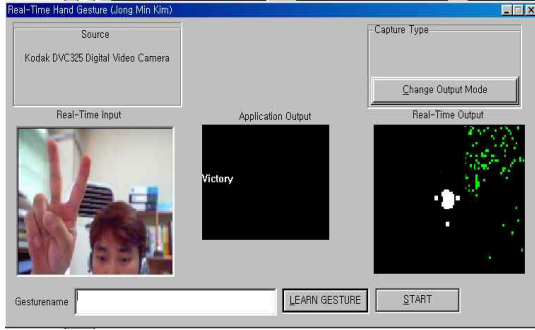 Real-Time Hand Gesture (Jong Min Kim)
Source
Kodak DVC325 Digital Video Camera
Capture Type
Change Output Mode
Real-Time Input
Application Output
Real-Time Output
Victory
Gesturename
LEARN GESTURE
START